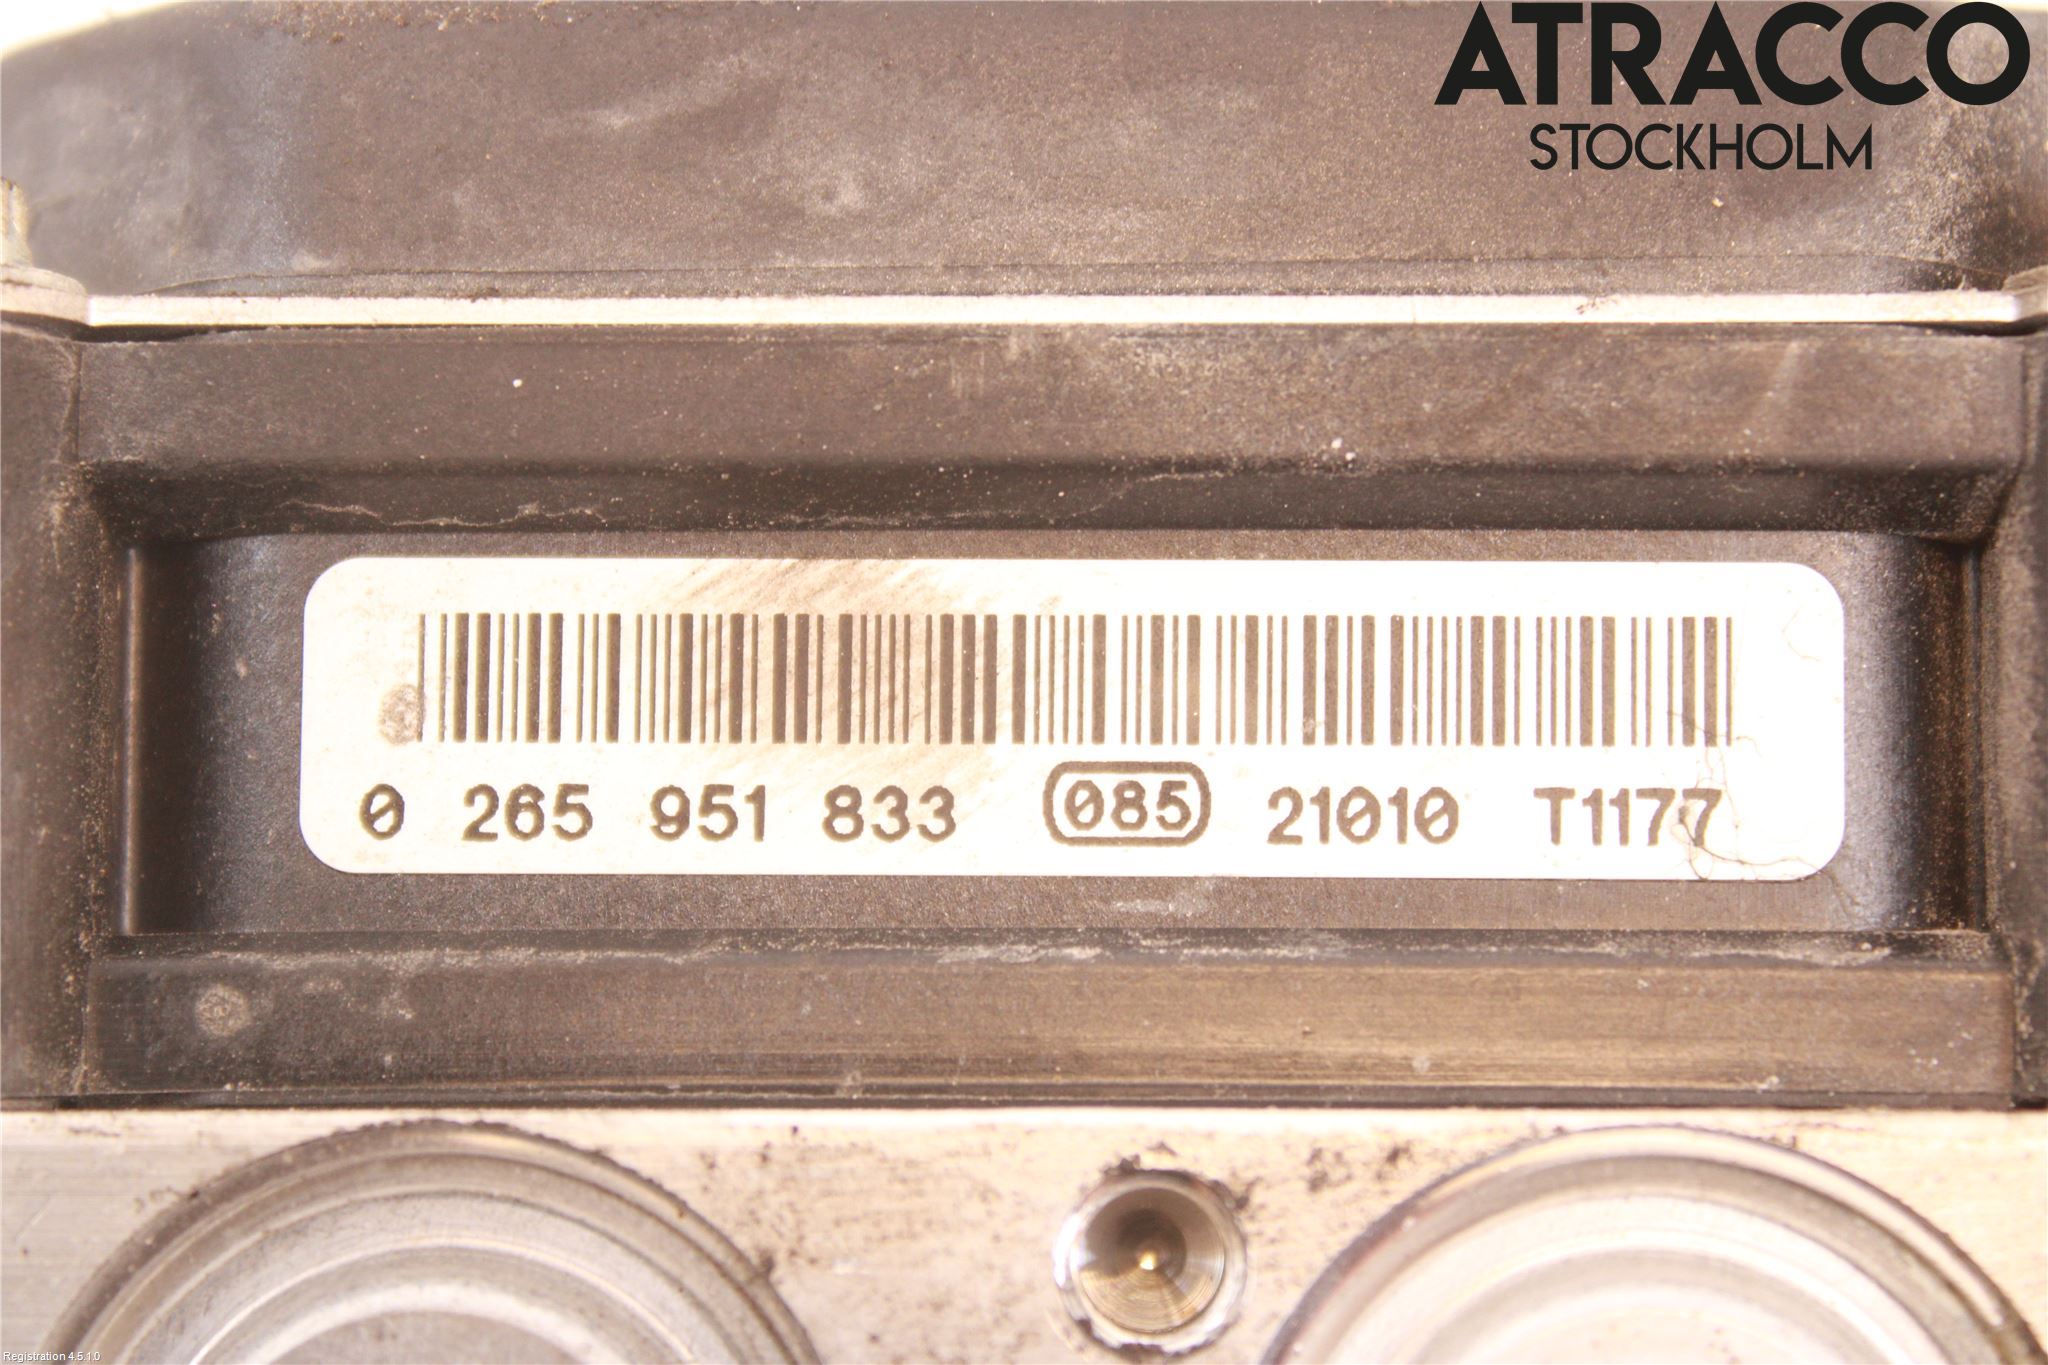 ATRACCO
STOCKHOLM
0 265 951 833 085 21010 T1177
Registration 4.5.1.0